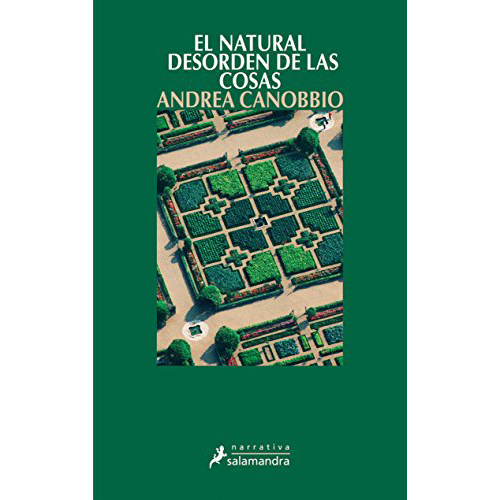 EL NATURAL
DESORDEN DE LAS
COSAS
ANDREA CANOBBIO
narrativa
salamandra